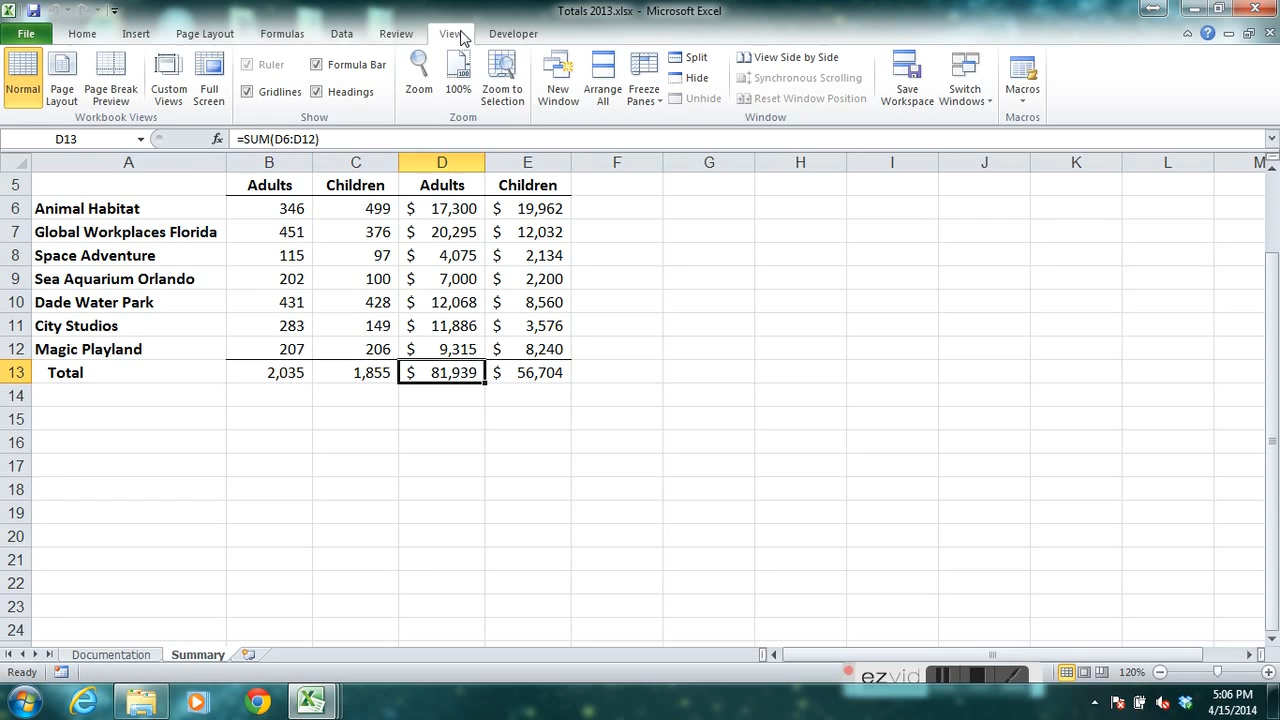 Totals 2013.xlsx - Microsoft Excel
File Home Insert Page Layout Formulas Data Review View Developer
Normal Page Layout Page Break Preview Custom Views Full Screen
Workbook Views
Ruler Formula Bar
Gridlines Headings
Show
Zoom 100% Zoom to Selection
Zoom
New Window Arrange All Freeze Panes
Split View Side by Side
Hide Synchronous Scrolling
Unhide Reset Window Position
Save Workspace Switch Windows
Window
Macros
Macros
D13 fx =SUM(D6:D12)
A B C D E F G H I J K L M
5 Adults Children Adults Children
6 Animal Habitat 346 499 $ 17,300 $ 19,962
7 Global Workplaces Florida 451 376 $ 20,295 $ 12,032
8 Space Adventure 115 97 $ 4,075 $ 2,134
9 Sea Aquarium Orlando 202 100 $ 7,000 $ 2,200
10 Dade Water Park 431 428 $ 12,068 $ 8,560
11 City Studios 283 149 $ 11,886 $ 3,576
12 Magic Playland 207 206 $ 9,315 $ 8,240
13 Total 2,035 1,855 $ 81,939 $ 56,704
14
15
16
17
18
19
20
21
22
23
24
Documentation Summary
Ready ezvid 120%
5:06 PM
4/15/2014